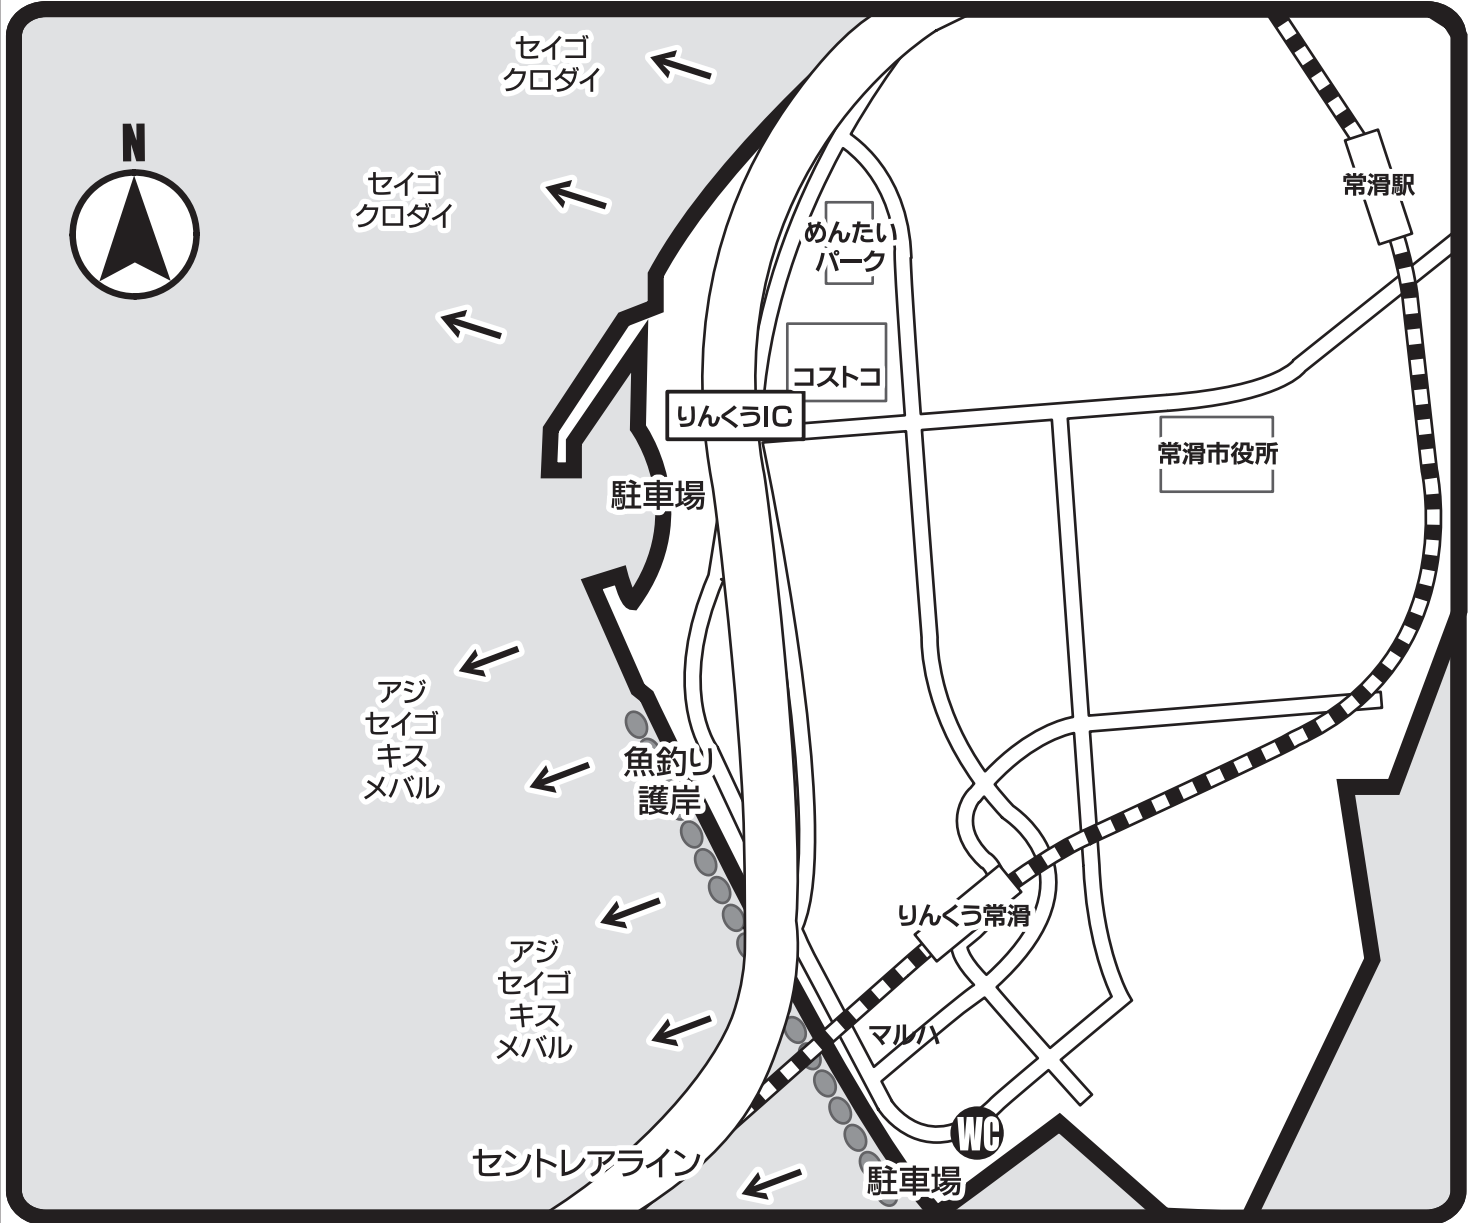 セイゴ
クロダイ
N
セイゴ
クロダイ
常滑駅
めんたい
パーク
コストコ
りんくうIC
常滑市役所
駐車場
アジ
セイゴ
キス
メバル
魚釣り
護岸
りんくう常滑
アジ
セイゴ
キス
メバル
マルハ
WC
セントレアライン
駐車場